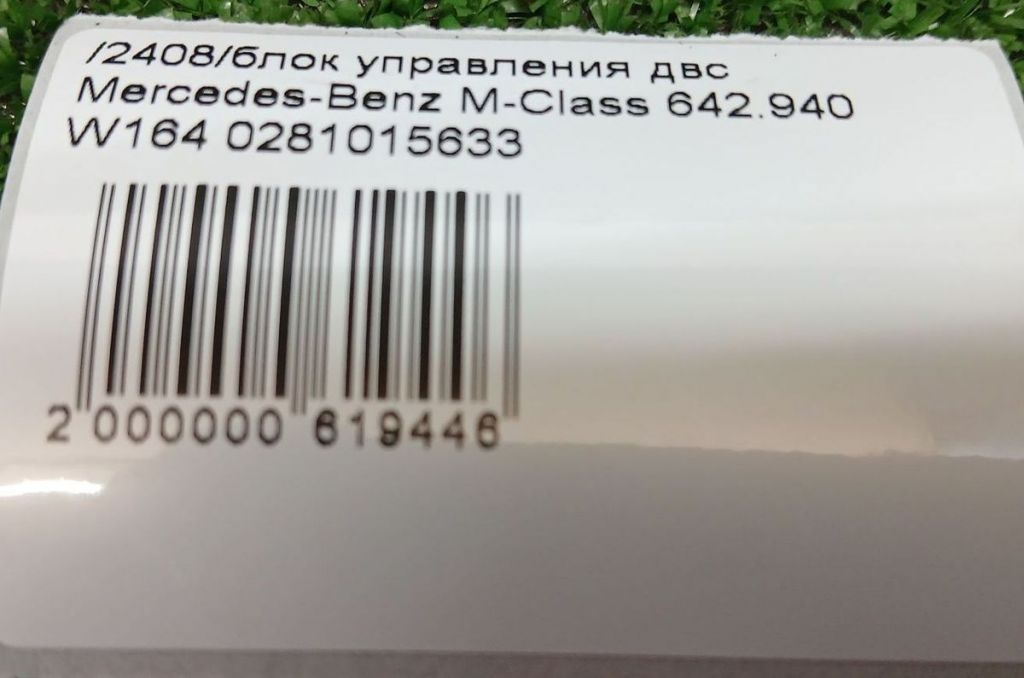 /2408/блок управления двс
Mercedes-Benz M-Class 642.940
W164 0281015633
2 000000 619446